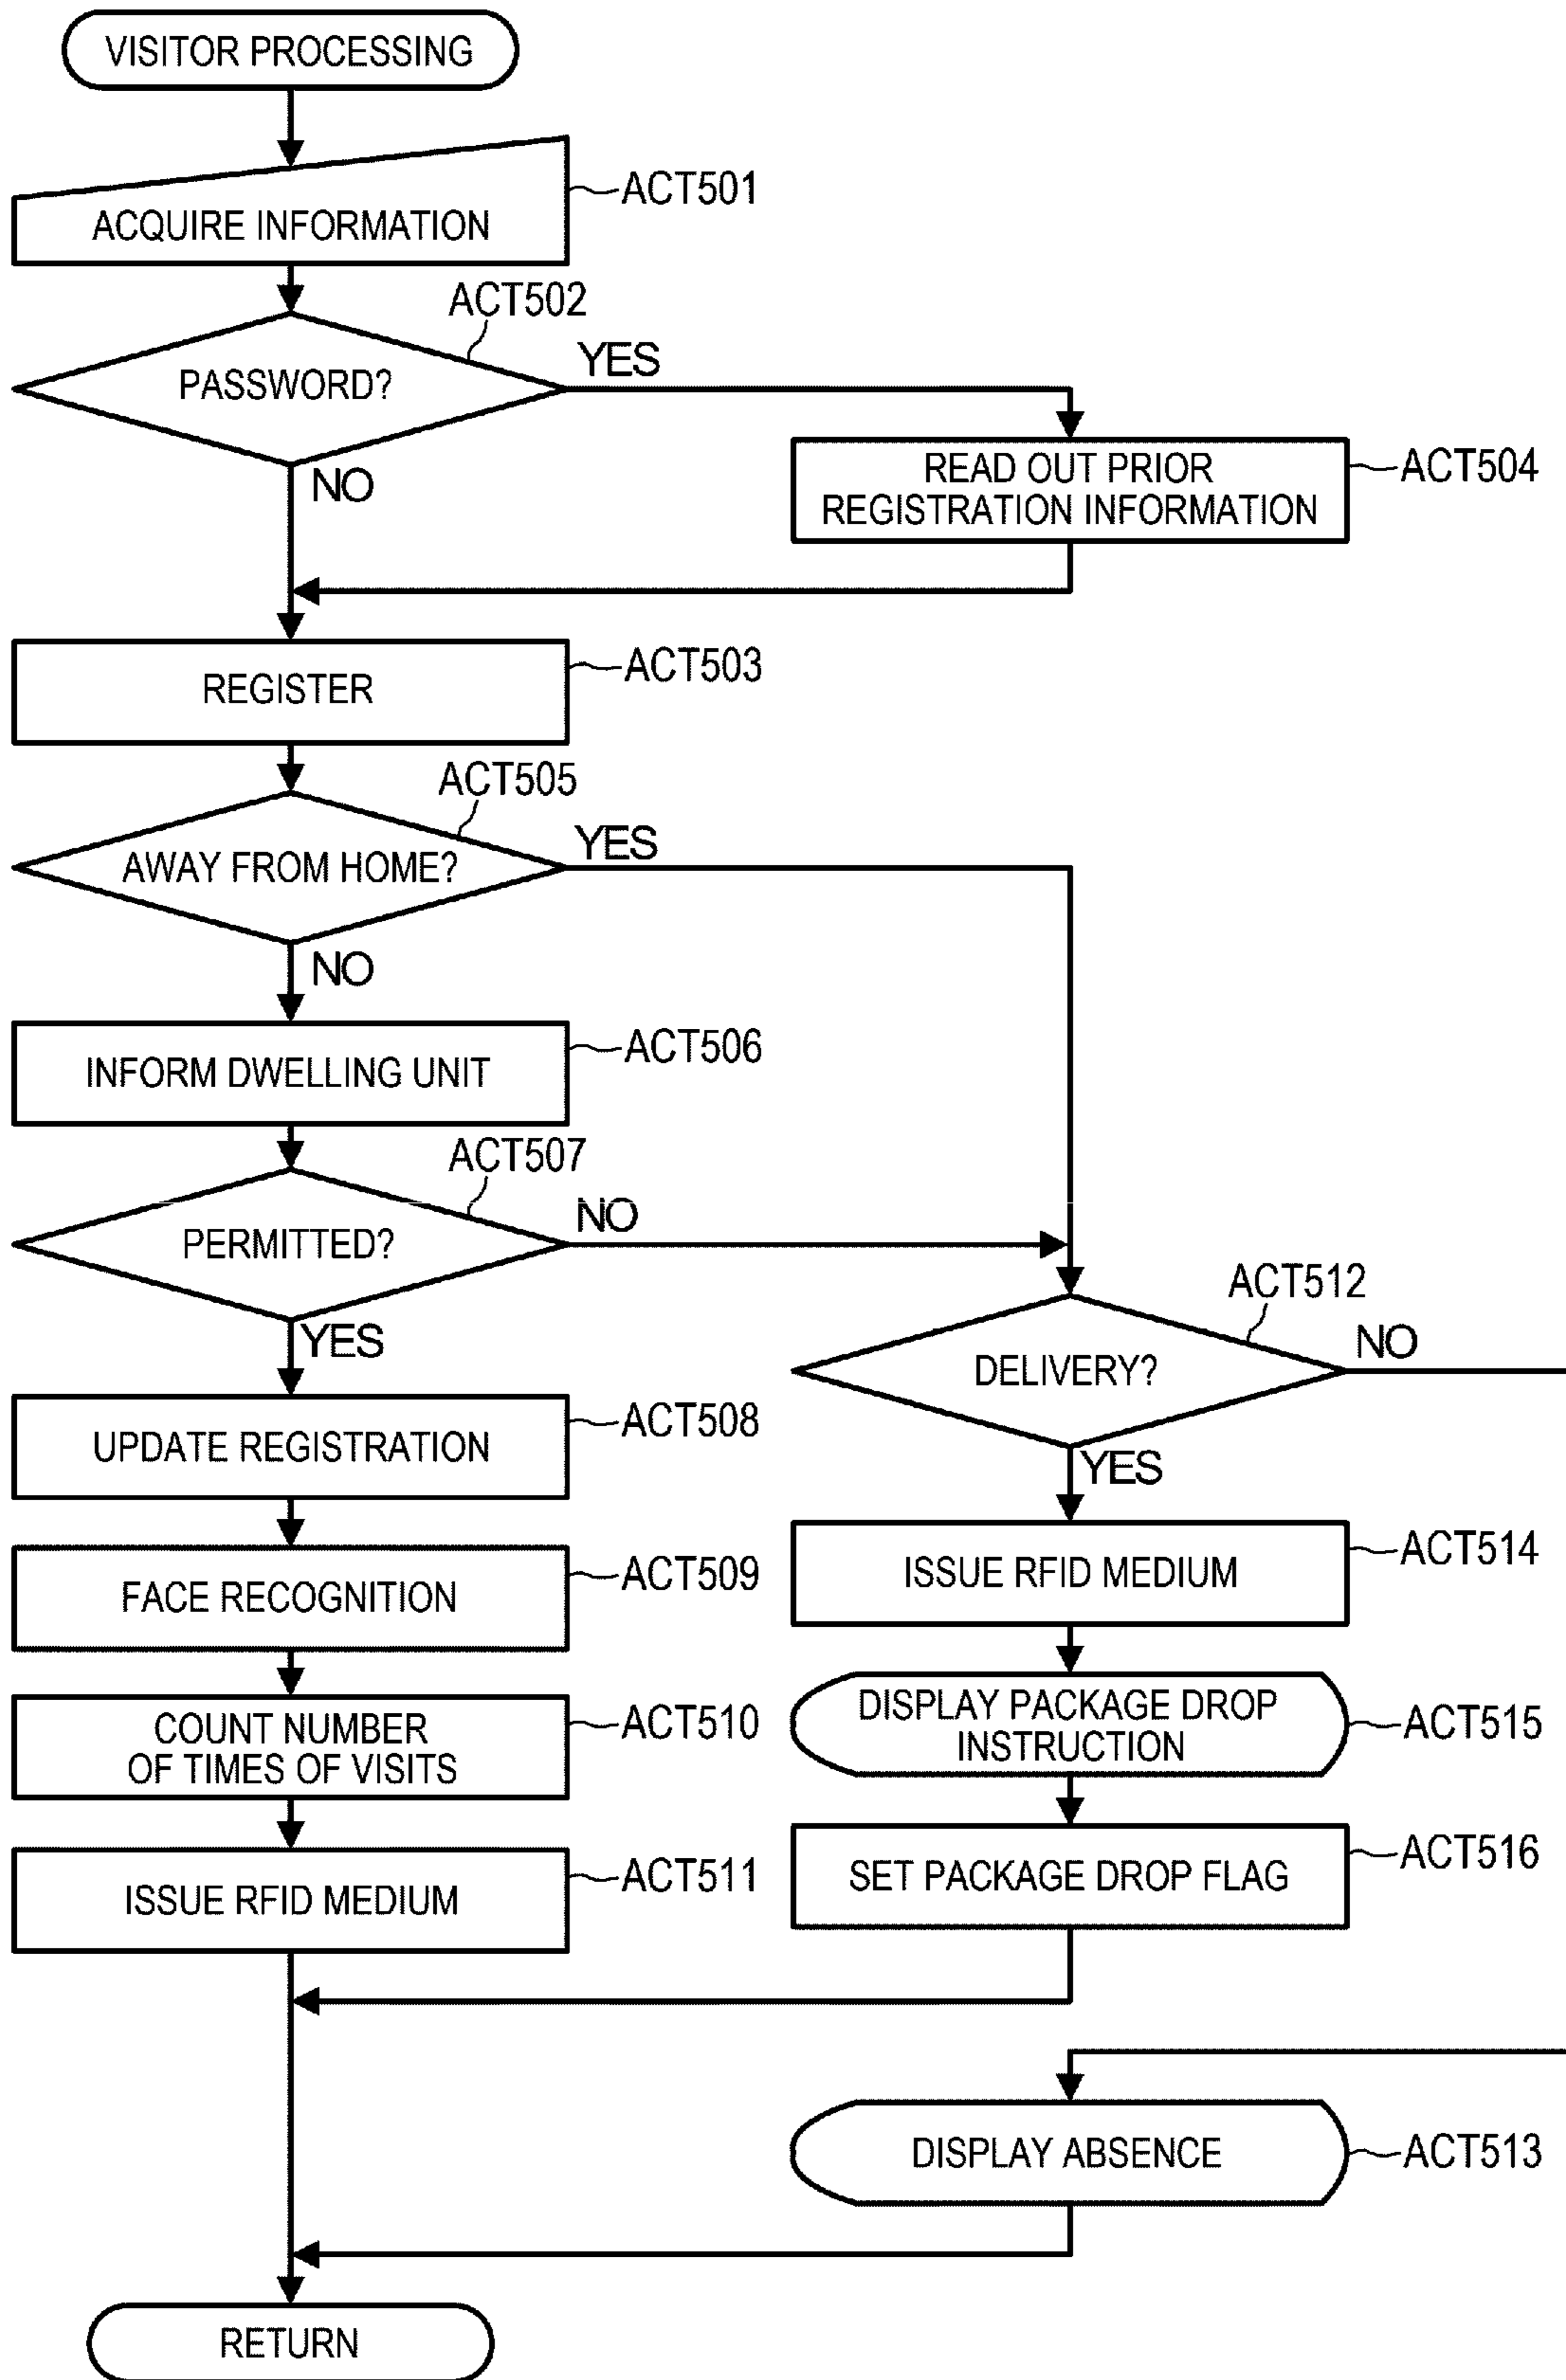 VISITOR PROCESSING
ACQUIRE INFORMATION
ACT501
ACT502
PASSWORD?
YES
NO
READ OUT PRIOR
REGISTRATION INFORMATION
ACT504
REGISTER
ACT503
ACT505
AWAY FROM HOME?
YES
NO
INFORM DWELLING UNIT
ACT506
ACT507
PERMITTED?
NO
YES
ACT512
DELIVERY?
NO
YES
UPDATE REGISTRATION
ACT508
FACE RECOGNITION
ACT509
COUNT NUMBER
OF TIMES OF VISITS
ACT510
ISSUE RFID MEDIUM
ACT511
ISSUE RFID MEDIUM
ACT514
DISPLAY PACKAGE DROP
INSTRUCTION
ACT515
SET PACKAGE DROP FLAG
ACT516
DISPLAY ABSENCE
ACT513
RETURN